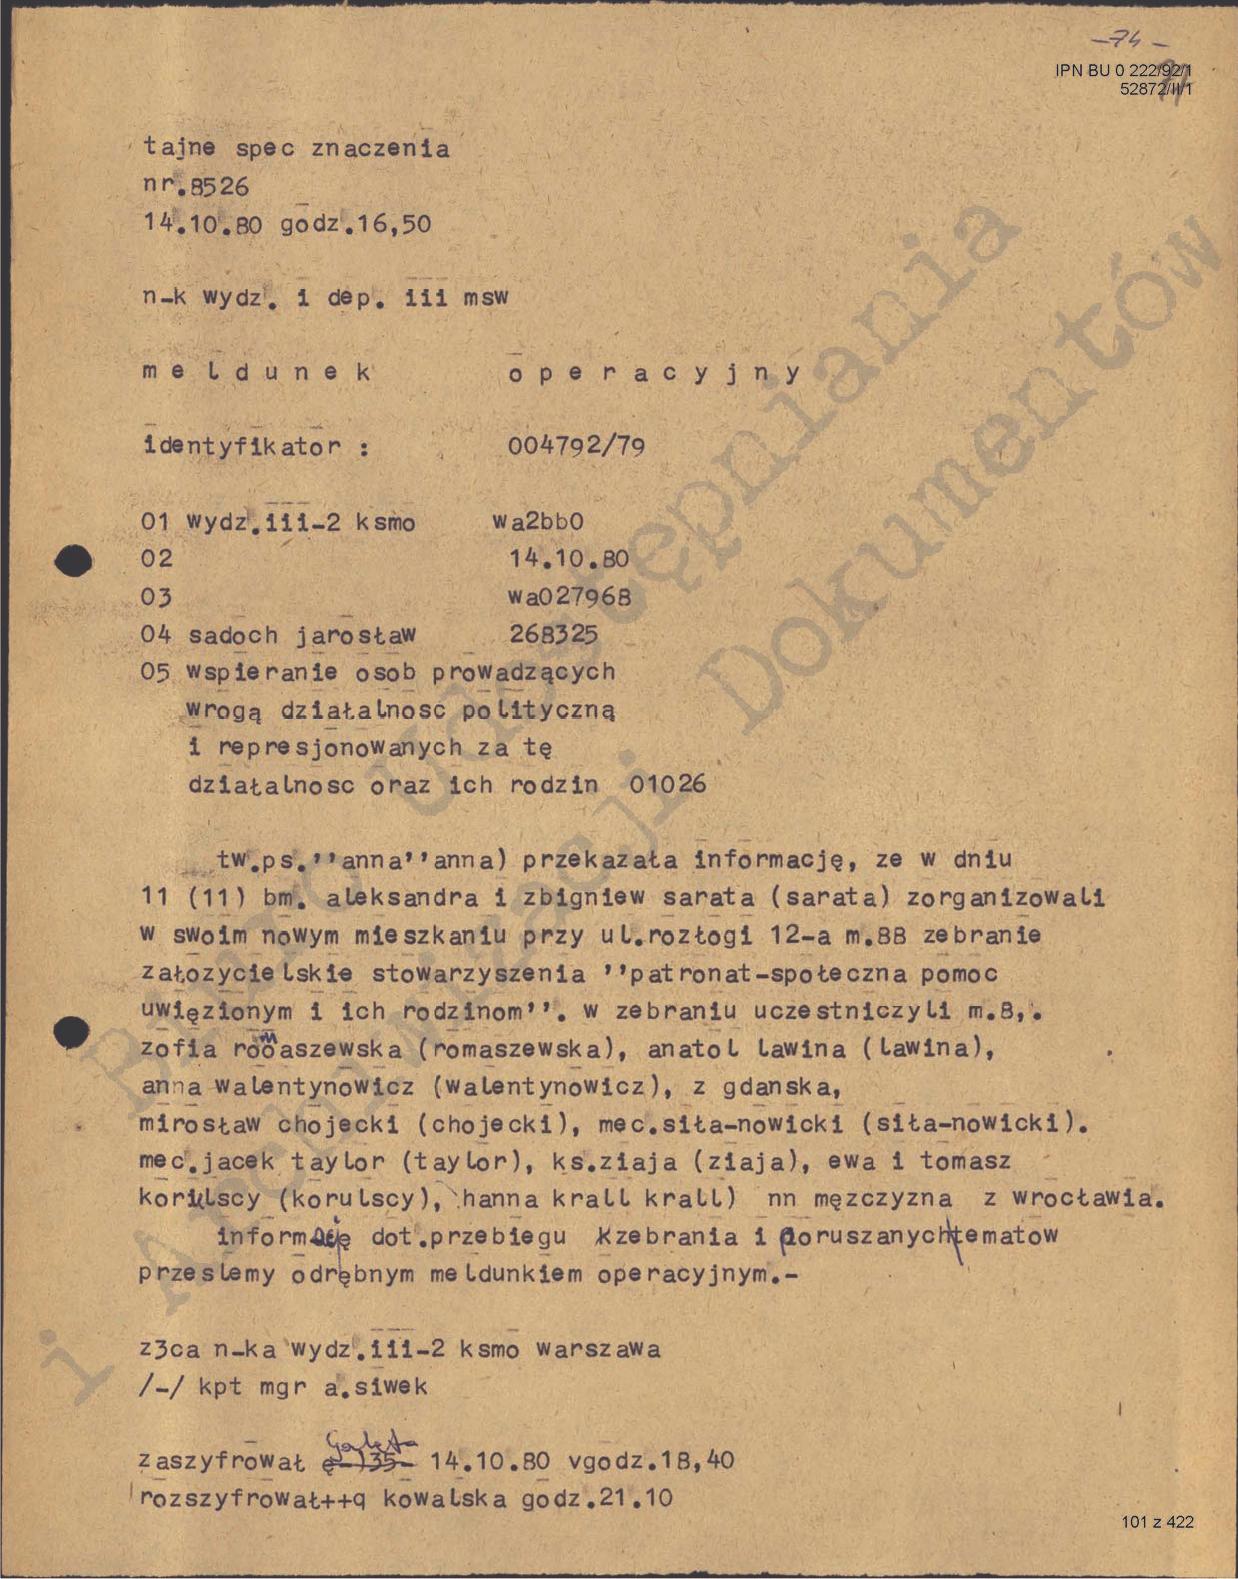 -74-
IPN BU 0 222/92/1
52872/II/1
tajne spec znaczenia
nr.8526
14.10.80 godz.16,50
n-k wydz. i dep. iii msw
m e l d u n e k o p e r a c y j n y
identyfikator : 004792/79
01 wydz.iii-2 ksmo wa2bb0
02 14.10.80
03 wa027968
04 sadoch jarosław 268325
05 wspieranie osob prowadzących
wrogą działalnosc polityczną
i represjonowanych za tę
działalnosc oraz ich rodzin 01026
tw.ps.''anna''anna) przekazała informację, ze w dniu
11 (11) bm. aleksandra i zbigniew sarata (sarata) zorganizowali
w swoim nowym mieszkaniu przy ul.rozłogi 12-a m.88 zebranie
załozycielskie stowarzyszenia ''patronat-społeczna pomoc
uwięzionym i ich rodzinom''. w zebraniu uczestniczyli m.8,.
zofia romaszewska (romaszewska), anatol lawina (lawina),
anna walentynowicz (walentynowicz), z gdanska,
mirosław chojecki (chojecki), mec.siła-nowicki (siła-nowicki).
mec.jacek taylor (taylor), ks.ziaja (ziaja), ewa i tomasz
korulscy (korulscy), hanna krall krall) nn męzczyzna z wrocławia.
informację dot.przebiegu zebrania i poruszanych tematow
przeslemy odrębnym meldunkiem operacyjnym.-
z3ca n-ka wydz.iii-2 ksmo warszawa
/-/ kpt mgr a.siwek
zaszyfrował ę-)35- 14.10.80 vgodz.18,40
rozszyfrował++q kowalska godz.21.10
101 z 422
Biuro Udostępniania
i Archiwizacji Dokumentów